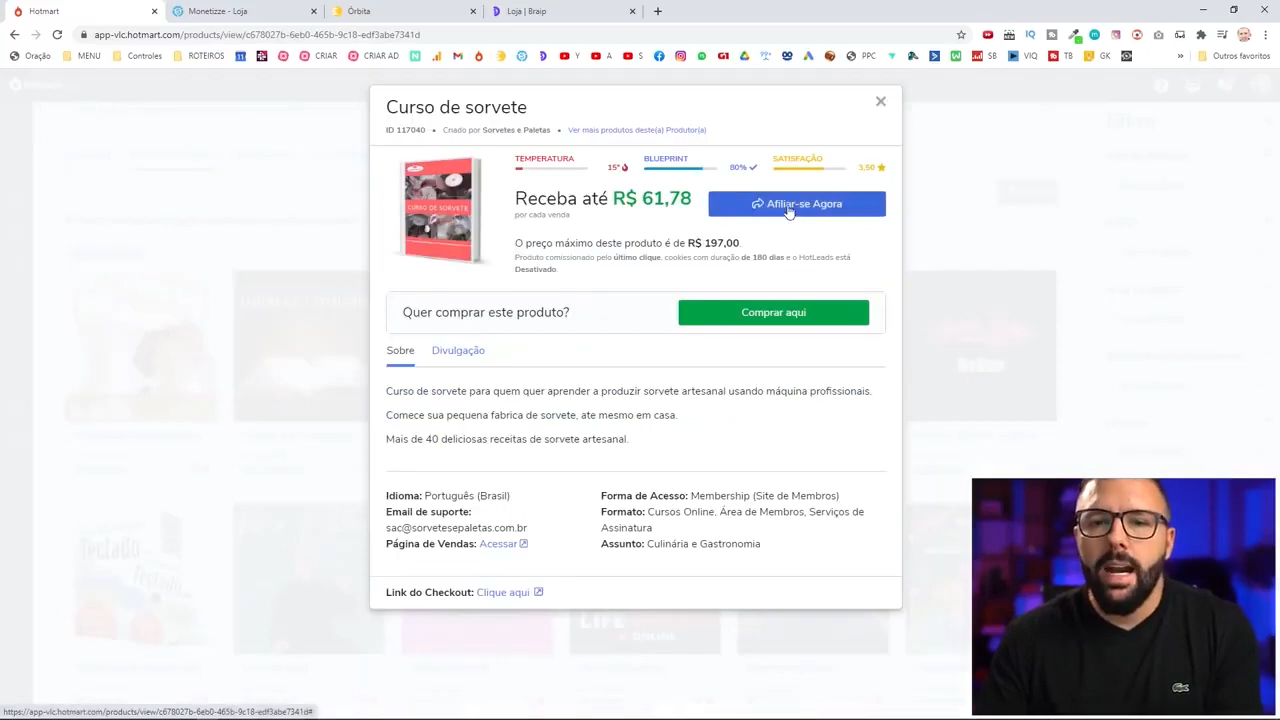 Hotmart
Monetizze - Loja
Órbita
Loja | Braip
app-vlc.hotmart.com/products/view/c678027b-6eb0-465b-9c18-edf3abe7341d
Oração
MENU
Controles
ROTEIROS
CRIAR
CRIAR
Y
A
S
PPC
SB
VIQ
TB
GK
Outros favoritos
Curso de sorvete
ID 117040 • Criado por Sorvetes e Paletas • Ver mais produtos deste(a) Produtor(a)
TEMPERATURA
15°
BLUEPRINT
80%
SATISFAÇÃO
3,50
CURSO DE SORVETE
Receba até R$ 61,78
por cada venda
Afiliar-se Agora
O preço máximo deste produto é de R$ 197,00.
Produto comissionado pelo último clique, cookies com duração de 180 dias e o HotLeads está
Desativado.
Quer comprar este produto?
Comprar aqui
Sobre
Divulgação
Curso de sorvete para quem quer aprender a produzir sorvete artesanal usando máquina profissionais.
Comece sua pequena fabrica de sorvete, ate mesmo em casa.
Mais de 40 deliciosas receitas de sorvete artesanal.
Idioma: Português (Brasil)
Email de suporte:
sac@sorvetesepaletas.com.br
Página de Vendas: Acessar
Forma de Acesso: Membership (Site de Membros)
Formato: Cursos Online, Área de Membros, Serviços de
Assinatura
Assunto: Culinária e Gastronomia
Link do Checkout: Clique aqui
Teclado
LIFE
https://app-vlc.hotmart.com/products/view/c678027b-6eb0-465b-9c18-edf3abe7341d#